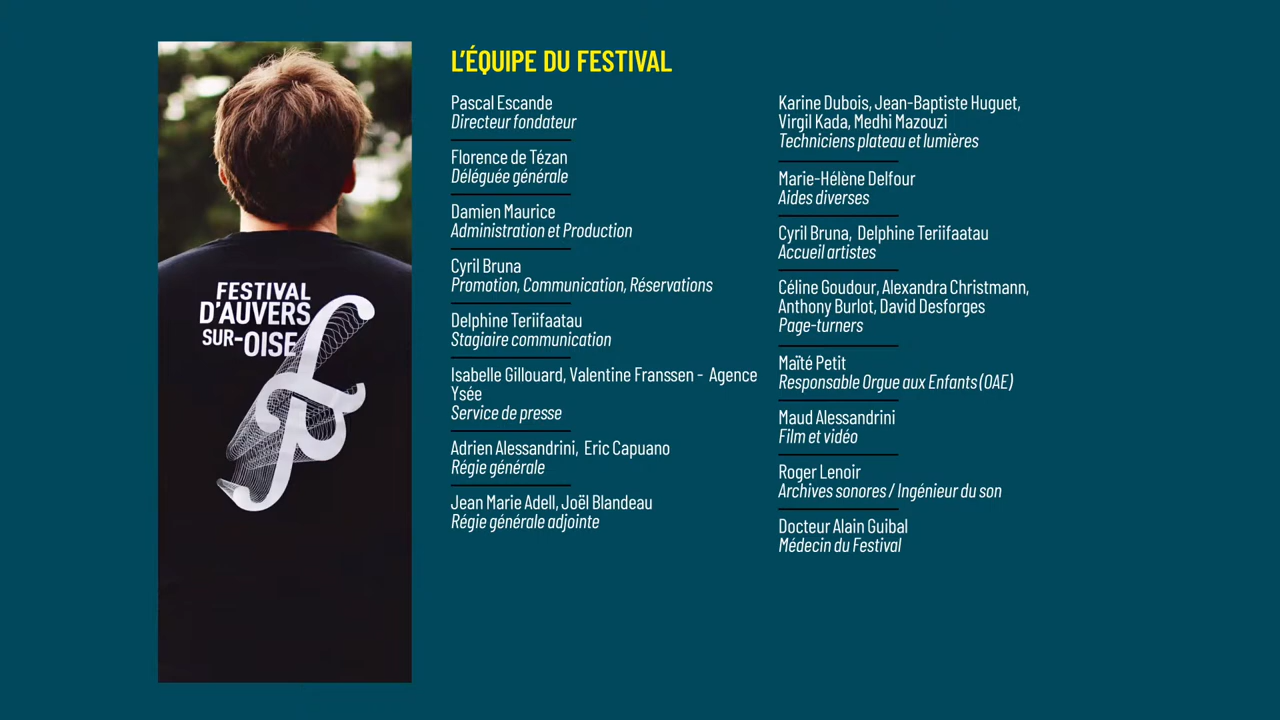 FESTIVAL
D'AUVERS
SUR-OISE
L'ÉQUIPE DU FESTIVAL
Pascal Escande
Directeur fondateur
Florence de Tézan
Déléguée générale
Damien Maurice
Administration et Production
Cyril Bruna
Promotion, Communication, Réservations
Delphine Teriifaatau
Stagiaire communication
Isabelle Gillouard, Valentine Franssen - Agence
Ysée
Service de presse
Adrien Alessandrini, Eric Capuano
Régie générale
Jean Marie Adell, Joël Blandeau
Régie générale adjointe
Karine Dubois, Jean-Baptiste Huguet,
Virgil Kada, Medhi Mazouzi
Techniciens plateau et lumières
Marie-Hélène Delfour
Aides diverses
Cyril Bruna, Delphine Teriifaatau
Accueil artistes
Céline Goudour, Alexandra Christmann,
Anthony Burlot, David Desforges
Page-turners
Maïté Petit
Responsable Orgue aux Enfants (OAE)
Maud Alessandrini
Film et vidéo
Roger Lenoir
Archives sonores / Ingénieur du son
Docteur Alain Guibal
Médecin du Festival